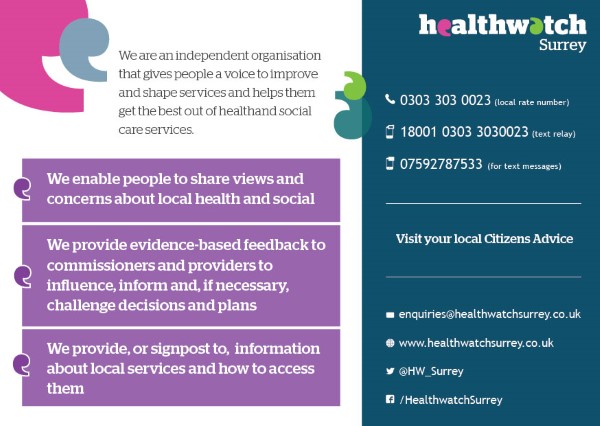 We are an independent organisation
that gives people a voice to improve
and shape services and helps them
get the best out of healthand social
care services.
We enable people to share views and
concerns about local health and social
We provide evidence-based feedback to
commissioners and providers to
influence, inform and, if necessary,
challenge decisions and plans
We provide, or signpost to,  information
about local services and how to access
them
healthwatch
Surrey
0303 303 0023 (local rate number)
18001 0303 3030023 (text relay)
07592787533 (for text messages)
Visit your local Citizens Advice
enquiries@healthwatchsurrey.co.uk
www.healthwatchsurrey.co.uk
@HW_Surrey
/HealthwatchSurrey